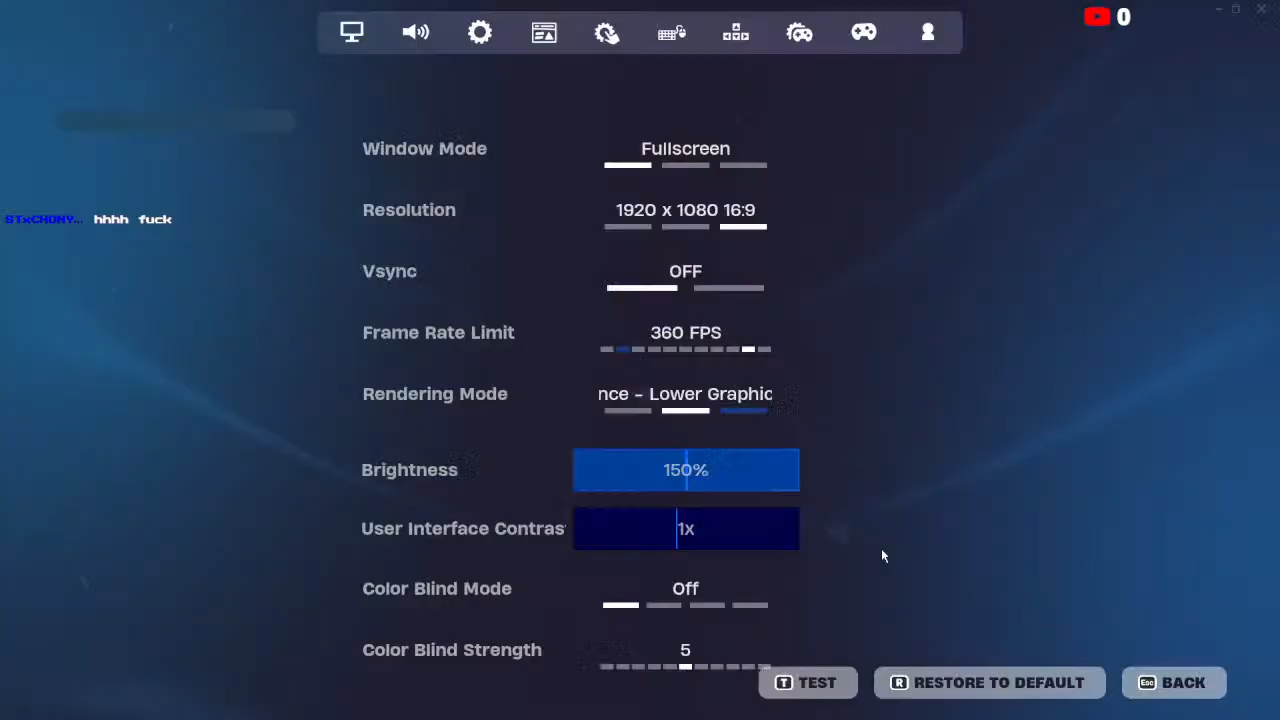 0
Window Mode Fullscreen
Resolution 1920 x 1080 16:9
STxCHONY... hhhh fuck
Vsync OFF
Frame Rate Limit 360 FPS
Rendering Mode nce - Lower Graphic
Brightness 150%
User Interface Contras 1x
Color Blind Mode Off
Color Blind Strength 5
T TEST R RESTORE TO DEFAULT Esc BACK